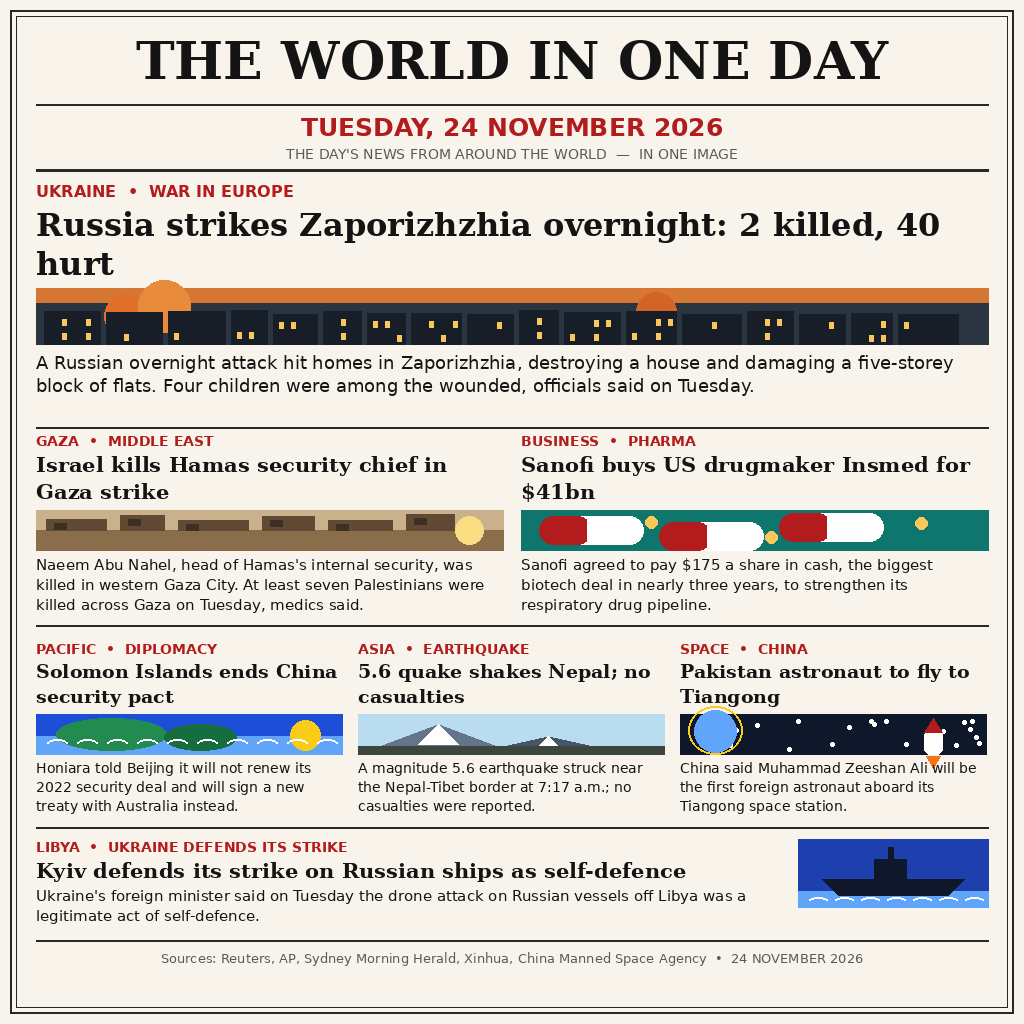 THE WORLD IN ONE DAY
TUESDAY, 24 NOVEMBER 2026
THE DAY'S NEWS FROM AROUND THE WORLD — IN ONE IMAGE
UKRAINE • WAR IN EUROPE
Russia strikes Zaporizhzhia overnight: 2 killed, 40
hurt
A Russian overnight attack hit homes in Zaporizhzhia, destroying a house and damaging a five-storey
block of flats. Four children were among the wounded, officials said on Tuesday.
GAZA • MIDDLE EAST
Israel kills Hamas security chief in
Gaza strike
Naeem Abu Nahel, head of Hamas's internal security, was
killed in western Gaza City. At least seven Palestinians were
killed across Gaza on Tuesday, medics said.
BUSINESS • PHARMA
Sanofi buys US drugmaker Insmed for
$41bn
Sanofi agreed to pay $175 a share in cash, the biggest
biotech deal in nearly three years, to strengthen its
respiratory drug pipeline.
PACIFIC • DIPLOMACY
Solomon Islands ends China
security pact
Honiara told Beijing it will not renew its
2022 security deal and will sign a new
treaty with Australia instead.
ASIA • EARTHQUAKE
5.6 quake shakes Nepal; no
casualties
A magnitude 5.6 earthquake struck near
the Nepal-Tibet border at 7:17 a.m.; no
casualties were reported.
SPACE • CHINA
Pakistan astronaut to fly to
Tiangong
China said Muhammad Zeeshan Ali will be
the first foreign astronaut aboard its
Tiangong space station.
LIBYA • UKRAINE DEFENDS ITS STRIKE
Kyiv defends its strike on Russian ships as self-defence
Ukraine's foreign minister said on Tuesday the drone attack on Russian vessels off Libya was a
legitimate act of self-defence.
Sources: Reuters, AP, Sydney Morning Herald, Xinhua, China Manned Space Agency • 24 NOVEMBER 2026